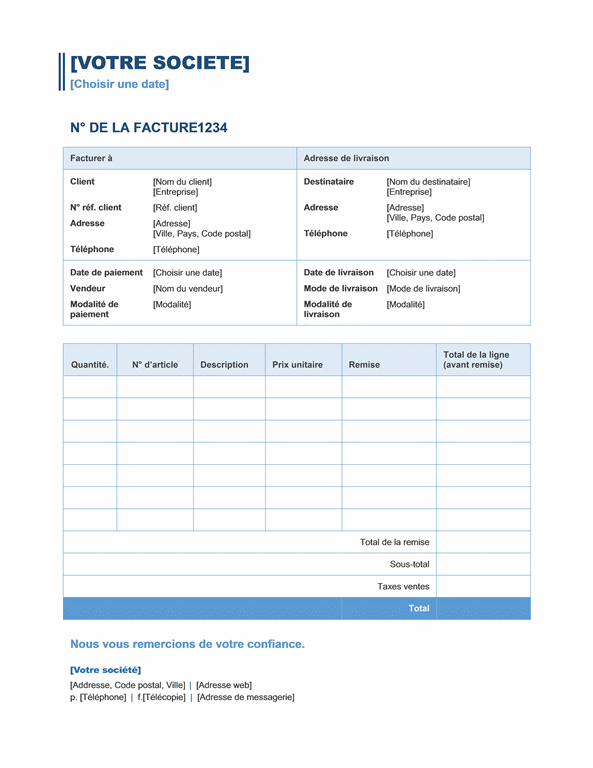 [VOTRE SOCIETE]
[Choisir une date]
N° DE LA FACTURE1234
Facturer à
Adresse de livraison
Client [Nom du client]
[Entreprise]
N° réf. client [Réf. client]
Adresse [Adresse]
[Ville, Pays, Code postal]
Téléphone [Téléphone]
Destinataire [Nom du destinataire]
[Entreprise]
Adresse [Adresse]
[Ville, Pays, Code postal]
Téléphone [Téléphone]
Date de paiement [Choisir une date]
Vendeur [Nom du vendeur]
Modalité de [Modalité]
paiement
Date de livraison [Choisir une date]
Mode de livraison [Mode de livraison]
Modalité de [Modalité]
livraison
Quantité. N° d'article Description Prix unitaire Remise Total de la ligne
(avant remise)
Total de la remise
Sous-total
Taxes ventes
Total
Nous vous remercions de votre confiance.
[Votre société]
[Addresse, Code postal, Ville] | [Adresse web]
p. [Téléphone] | f.[Télécopie] | [Adresse de messagerie]